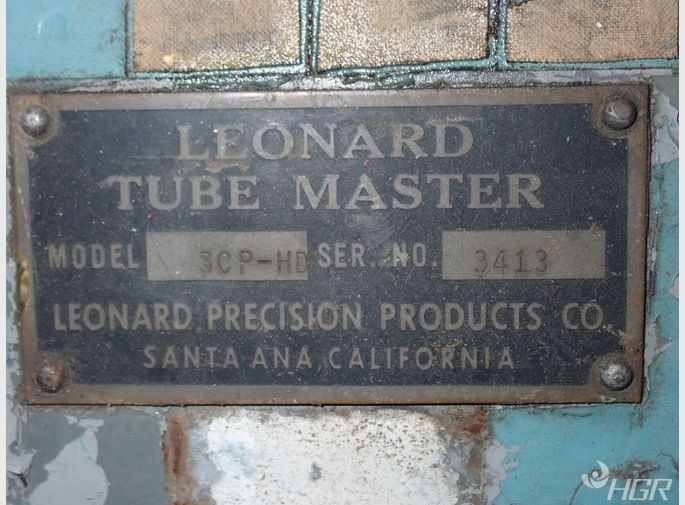 LEONARD
TUBE MASTER
MODEL 3CP-HD SER. NO. 3413
LEONARD PRECISION PRODUCTS CO
SANTA ANA, CALIFORNIA
HGR